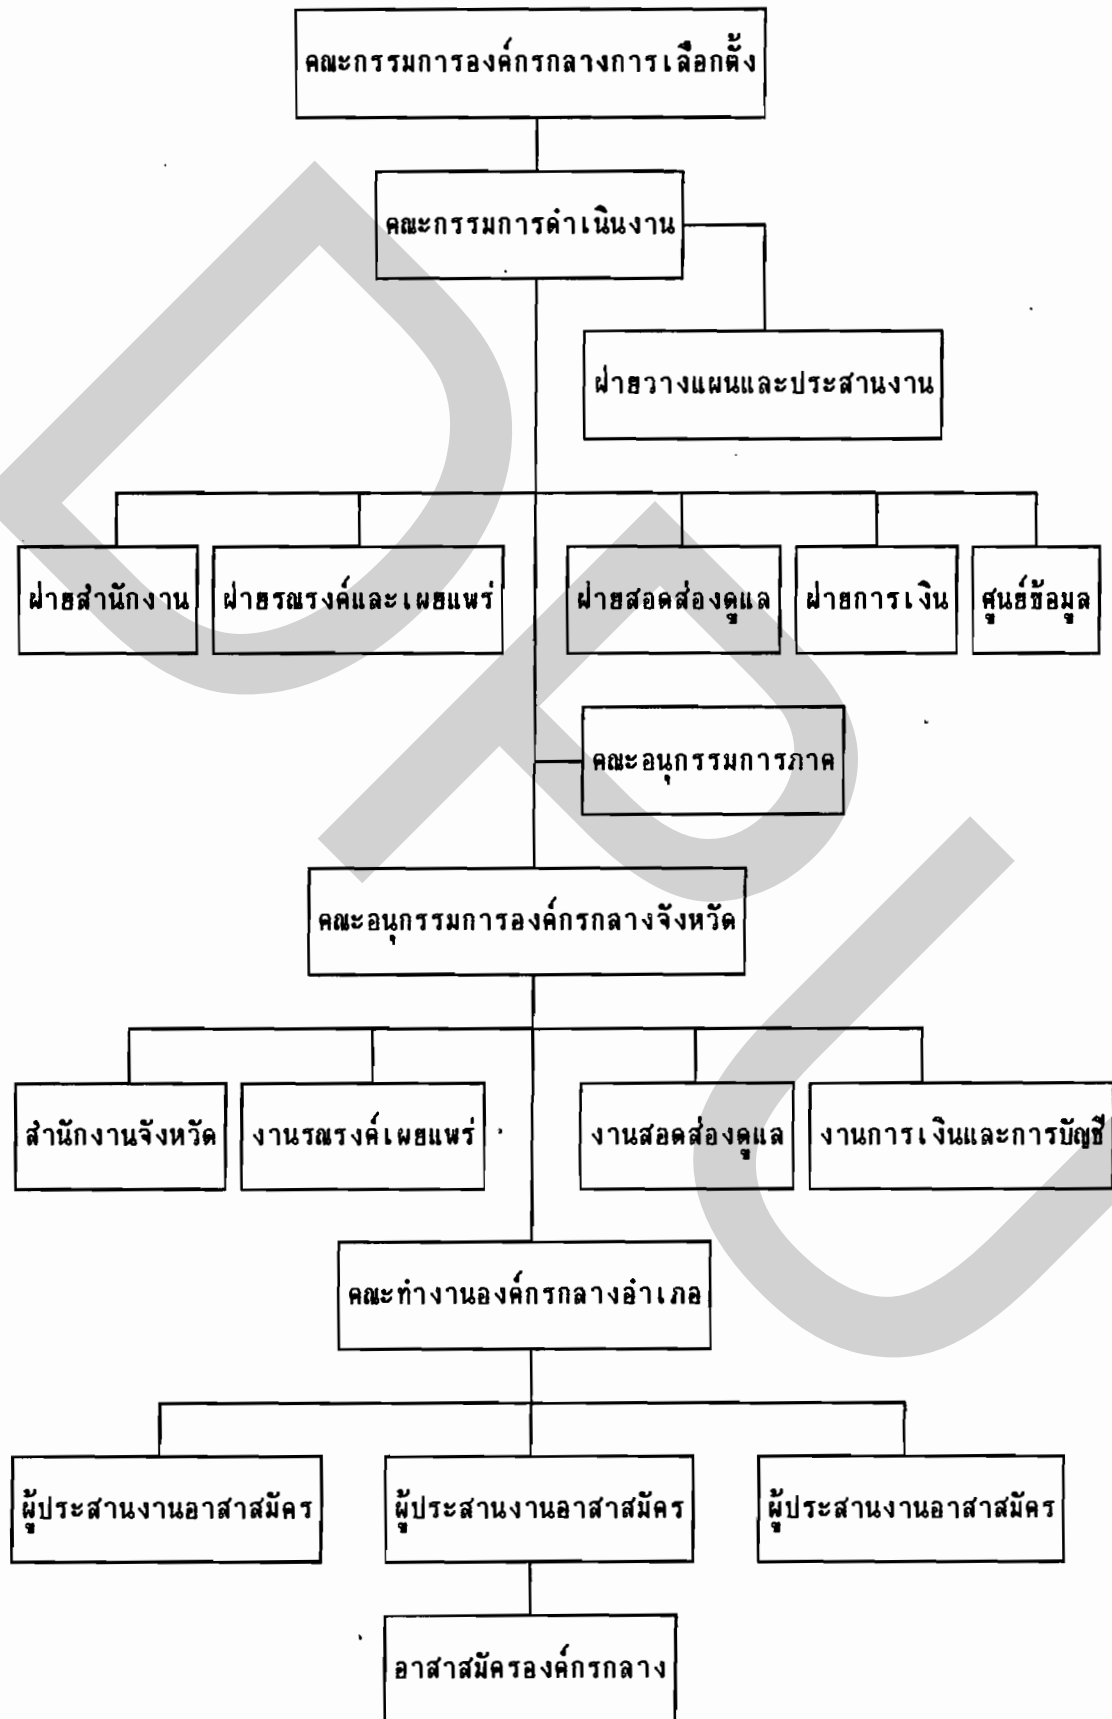 คณะกรรมการองค์กรกลางการเลือกตั้ง
คณะกรรมการดำเนินงาน
ฝ่ายวางแผนและประสานงาน
ฝ่ายสำนักงาน
ฝ่ายรณรงค์และเผยแพร่
ฝ่ายสอดส่องดูแล
ฝ่ายการเงิน
ศูนย์ข้อมูล
คณะอนุกรรมการภาค
คณะอนุกรรมการองค์กรกลางจังหวัด
สำนักงานจังหวัด
งานรณรงค์เผยแพร่
งานสอดส่องดูแล
งานการเงินและการบัญชี
คณะทำงานองค์กรกลางอำเภอ
ผู้ประสานงานอาสาสมัคร
ผู้ประสานงานอาสาสมัคร
ผู้ประสานงานอาสาสมัคร
อาสาสมัครองค์กรกลาง
DPU